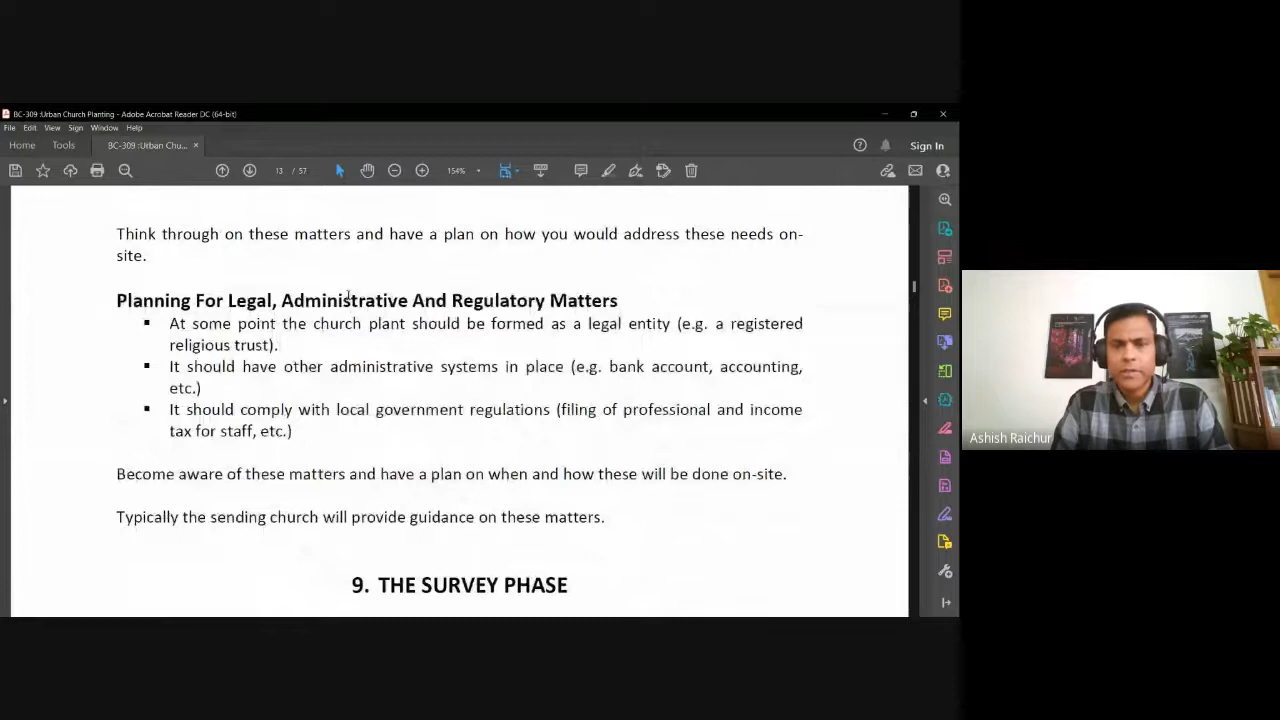 BC-309 :Urban Church Planting - Adobe Acrobat Reader DC (64-bit)
File Edit View Sign Window Help
Home Tools BC-309 :Urban Chu... × Sign In
13 / 57 154%
Think through on these matters and have a plan on how you would address these needs on-
site.
Planning For Legal, Administrative And Regulatory Matters
▪ At some point the church plant should be formed as a legal entity (e.g. a registered
religious trust).
▪ It should have other administrative systems in place (e.g. bank account, accounting,
etc.)
▪ It should comply with local government regulations (filing of professional and income
tax for staff, etc.)
Become aware of these matters and have a plan on when and how these will be done on-site.
Typically the sending church will provide guidance on these matters.
9. THE SURVEY PHASE
Ashish Raichur